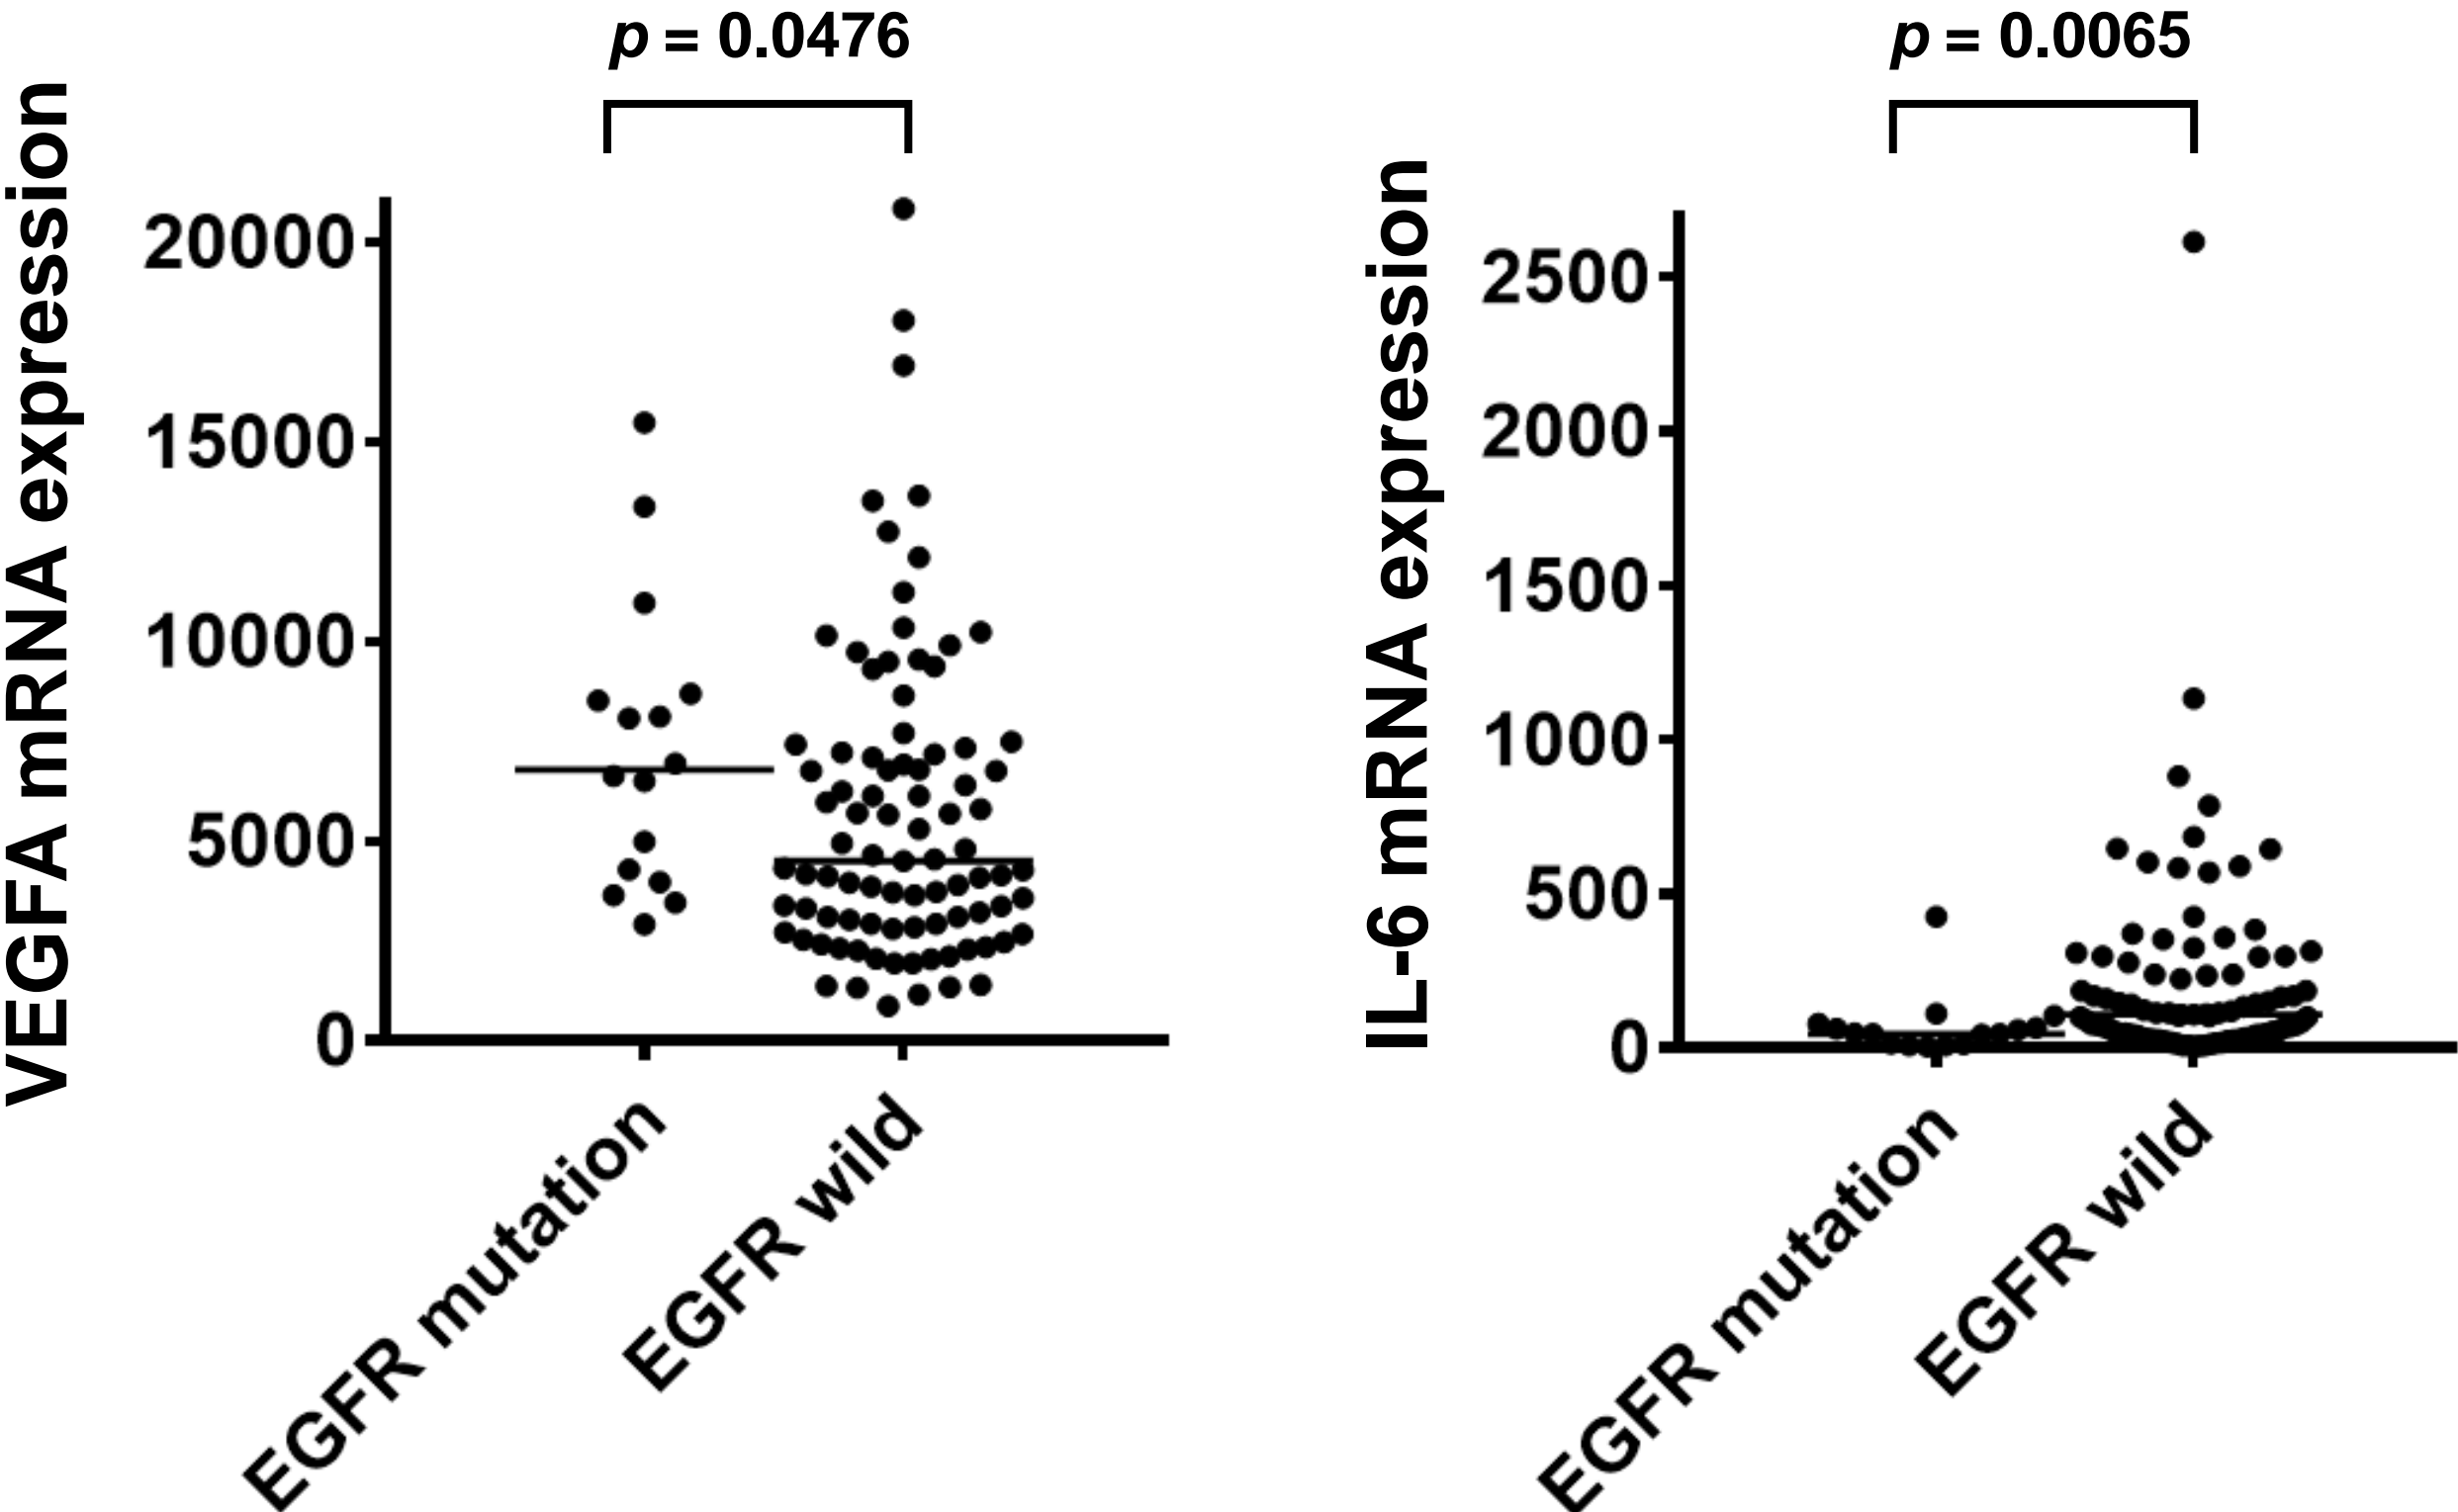 p = 0.0476
VEGFA mRNA expression
20000
15000
10000
5000
0
EGFR mutation
EGFR wild
p = 0.0065
IL-6 mRNA expression
2500
2000
1500
1000
500
0
EGFR mutation
EGFR wild